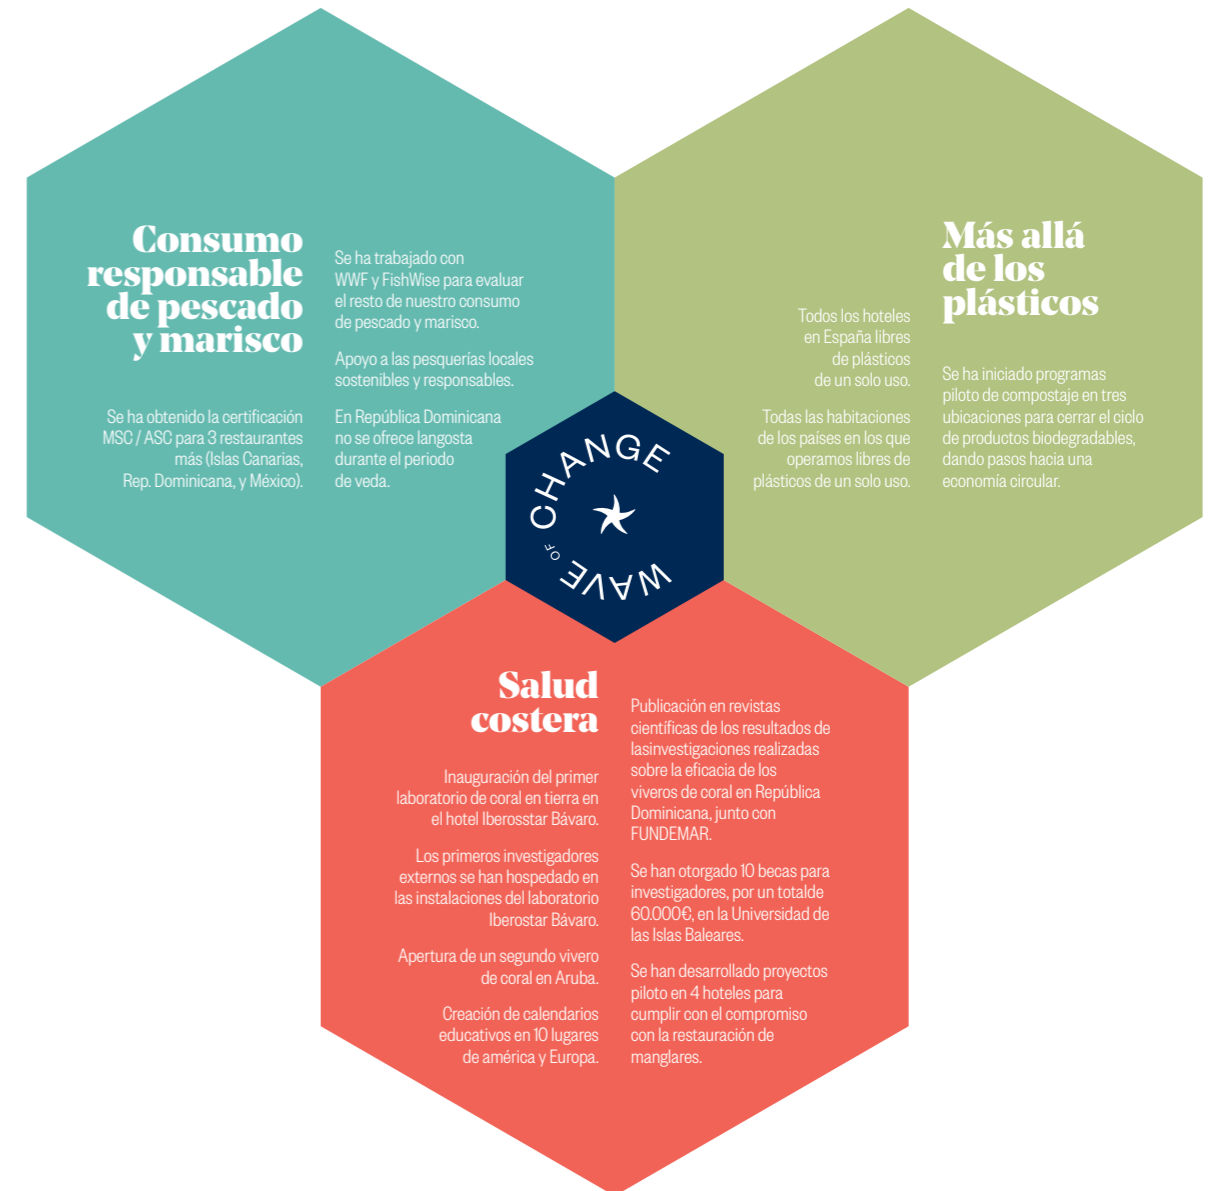 Consumo
responsable
de pescado
y marisco
Se ha obtenido la certificación
MSC / ASC para 3 restaurantes
más (Islas Canarias,
Rep. Dominicana, y México).
Se ha trabajado con
WWF y FishWise para evaluar
el resto de nuestro consumo
de pescado y marisco.
Apoyo a las pesquerías locales
sostenibles y responsables.
En República Dominicana
no se ofrece langosta
durante el periodo
de veda.
Más allá
de los
plásticos
Todos los hoteles
en España libres
de plásticos
de un solo uso.
Todas las habitaciones
de los países en los que
operamos libres de
plásticos de un solo uso.
Se ha iniciado programas
piloto de compostaje en tres
ubicaciones para cerrar el ciclo
de productos biodegradables,
dando pasos hacia una
economía circular.
WAVE OF CHANGE
Salud
costera
Inauguración del primer
laboratorio de coral en tierra en
el hotel Iberosstar Bávaro.
Los primeros investigadores
externos se han hospedado en
las instalaciones del laboratorio
Iberostar Bávaro.
Apertura de un segundo vivero
de coral en Aruba.
Creación de calendarios
educativos en 10 lugares
de américa y Europa.
Publicación en revistas
científicas de los resultados de
lasinvestigaciones realizadas
sobre la eficacia de los
viveros de coral en República
Dominicana, junto con
FUNDEMAR.
Se han otorgado 10 becas para
investigadores, por un totalde
60.000€, en la Universidad de
las Islas Baleares.
Se han desarrollado proyectos
piloto en 4 hoteles para
cumplir con el compromiso
con la restauración de
manglares.